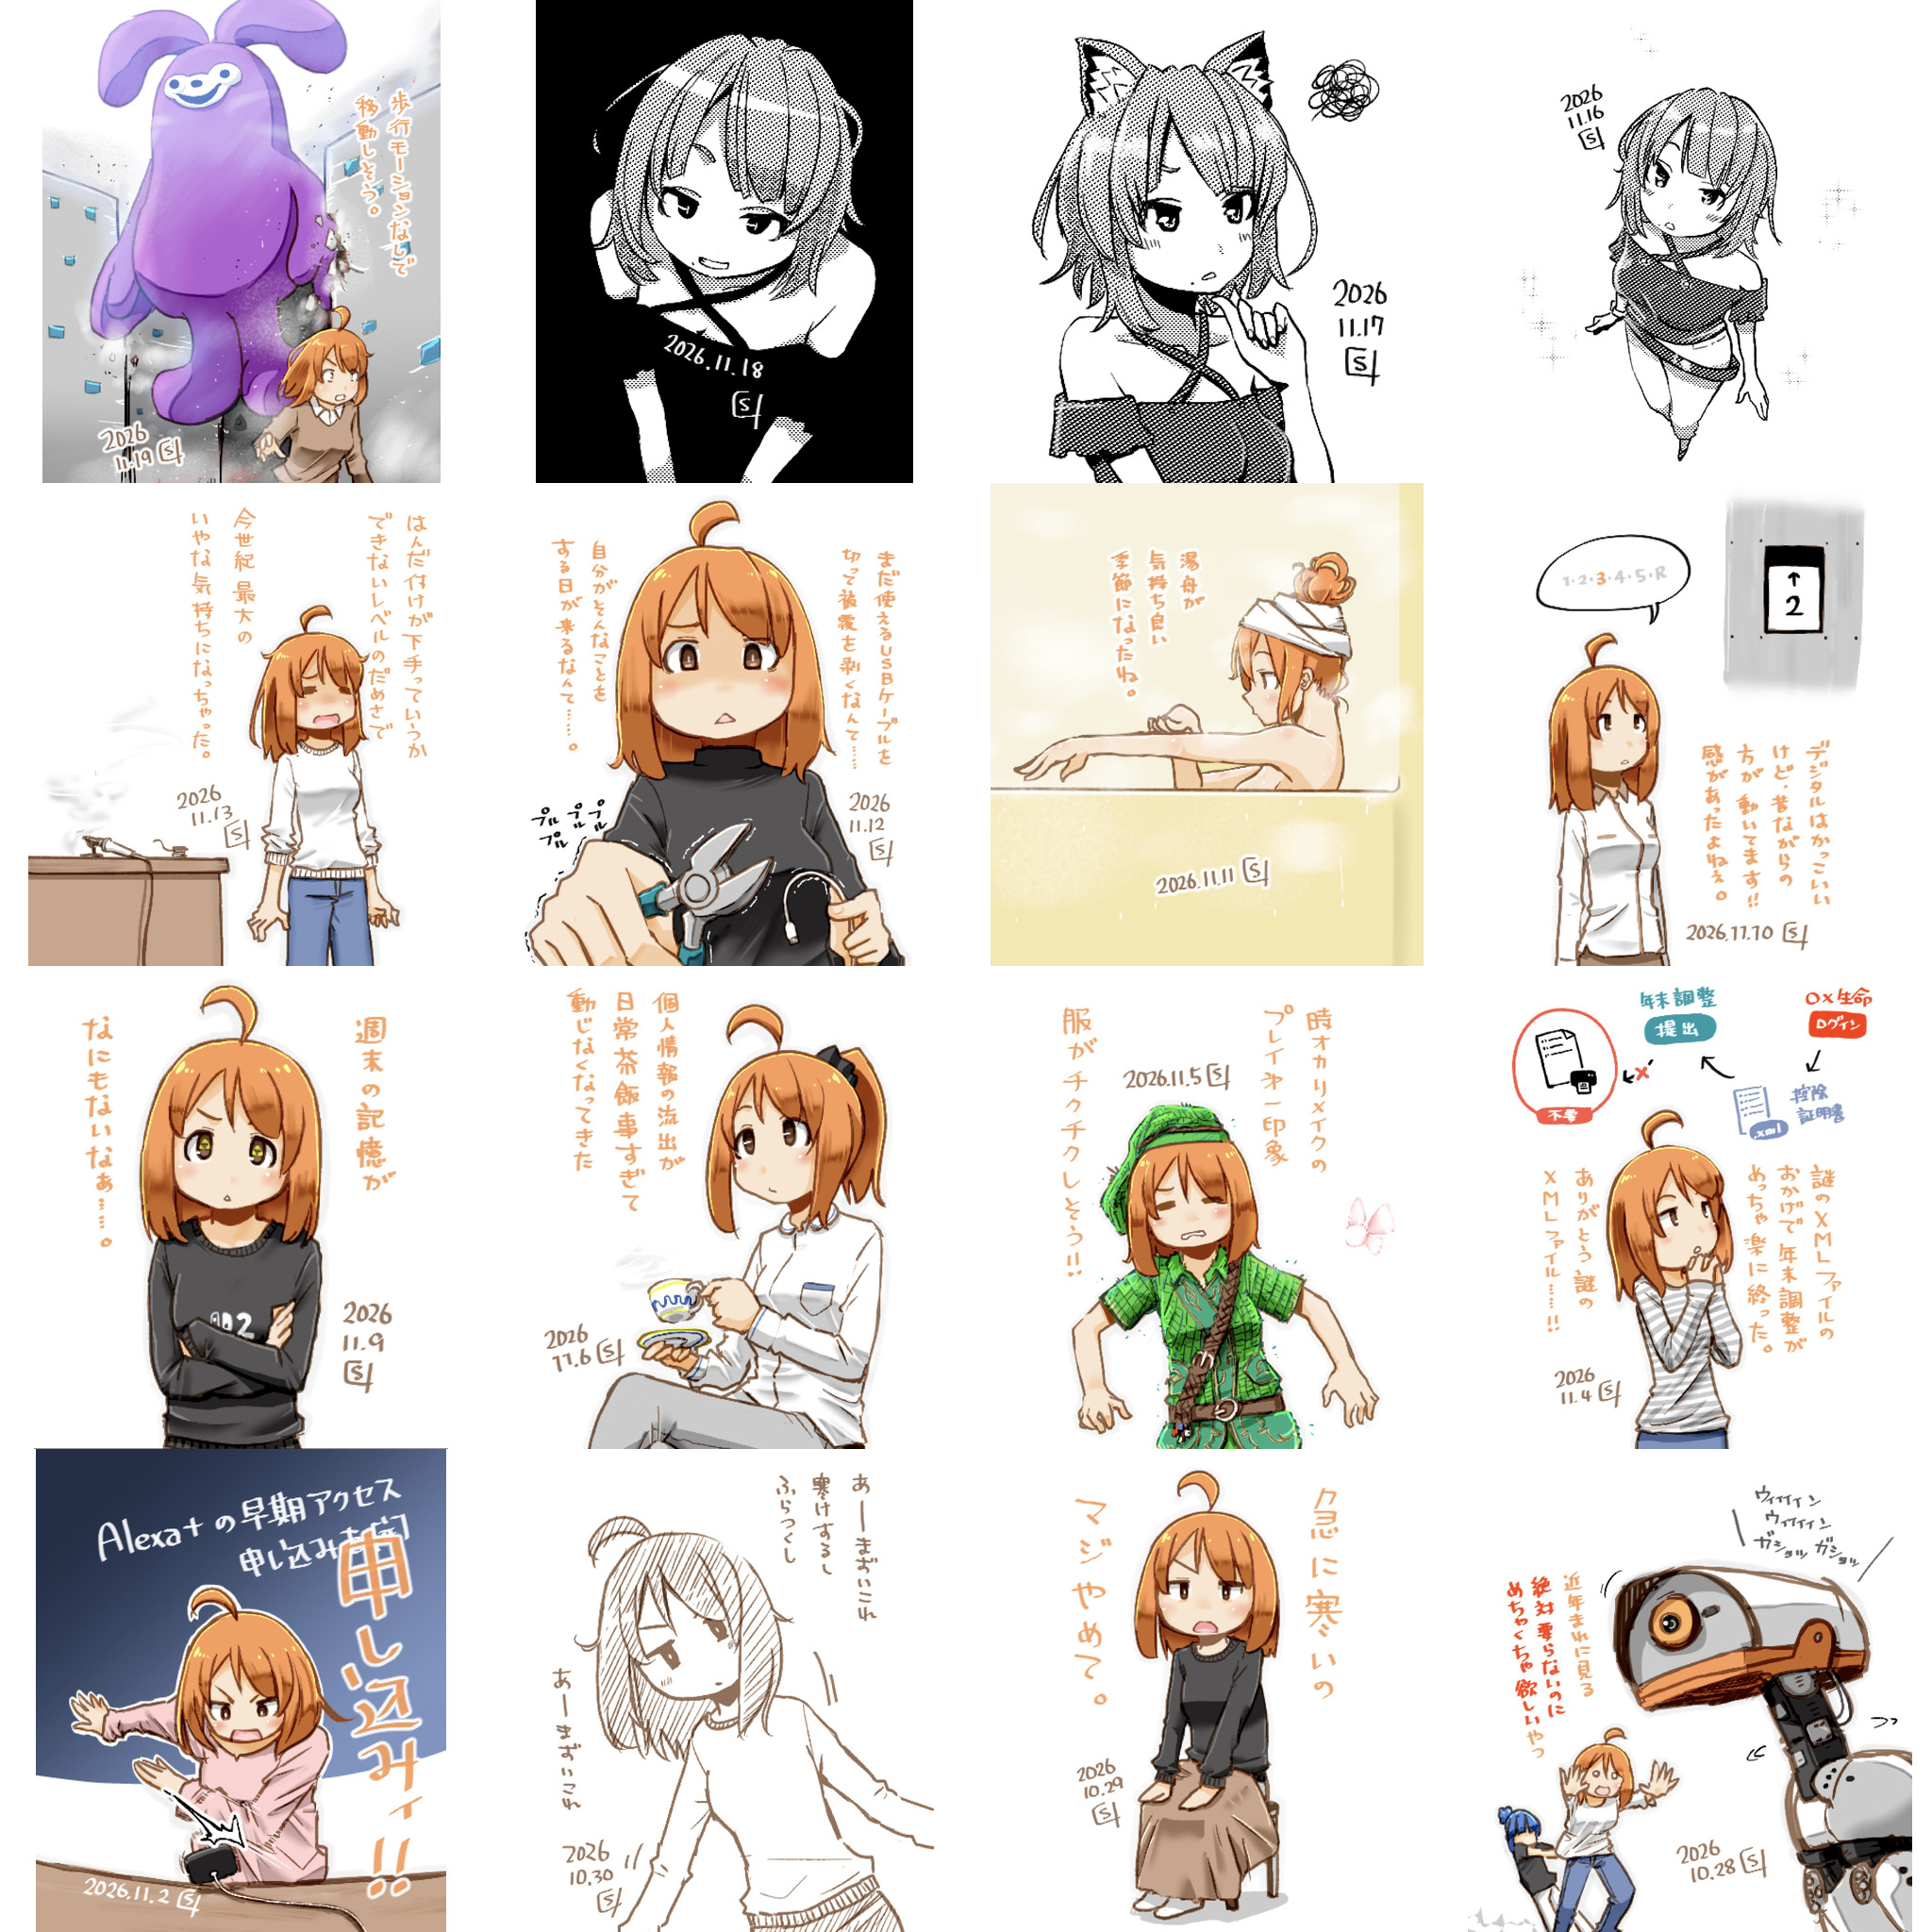 歩行モーションなしで
移動しそう。
2026
11.19
2026.11.18
2026
11.17
2026
11.16
はんだ付けが下手っていうか
できないレベルのだめさで
今世紀最大の
いやな気持ちになっちゃった。
2026
11.13
まだ使えるUSBケーブルを
切って被覆を剥くなんて……
自分がそんなことを
する日が来るなんて……。
プルプルプル
プル
2026
11.12
湯舟が
気持ち良い
季節になったね。
2026.11.11
1・2・3・4・5・R
↑
2
デジタルはかっこいい
けど、昔ながらの
方が動いてます!!
感があったよねぇ。
2026.11.10
週末の記憶が
なにもないなぁ……。
2026
11.9
個人情報の流出が
日常茶飯事すぎて
動じなくなってきた
2026
11.6
時オカリメイクの
プレイ第一印象
服がチクチクしそう!!
2026.11.5
年末調整
提出
〇×生命
ログイン
控除
証明書
.xml
不要
謎のXMLファイルの
おかげで年末調整が
めっちゃ楽に終った。
ありがとう謎の
XMLファイル……!!
2026
11.4
Alexa+の早期アクセス
申し込み
申し込みィ!!
2026.11.2
あーまずいこれ
寒けするし
ふらつくし
あーまずいこれ
2026
10.30
急に寒いの
マジやめて。
2026
10.29
ウィィィイン
ウィィィイン
ガショッ ガショッ
近年まれに見る
絶対要らないのに
めちゃくちゃ欲しいやつ
2026
10.28